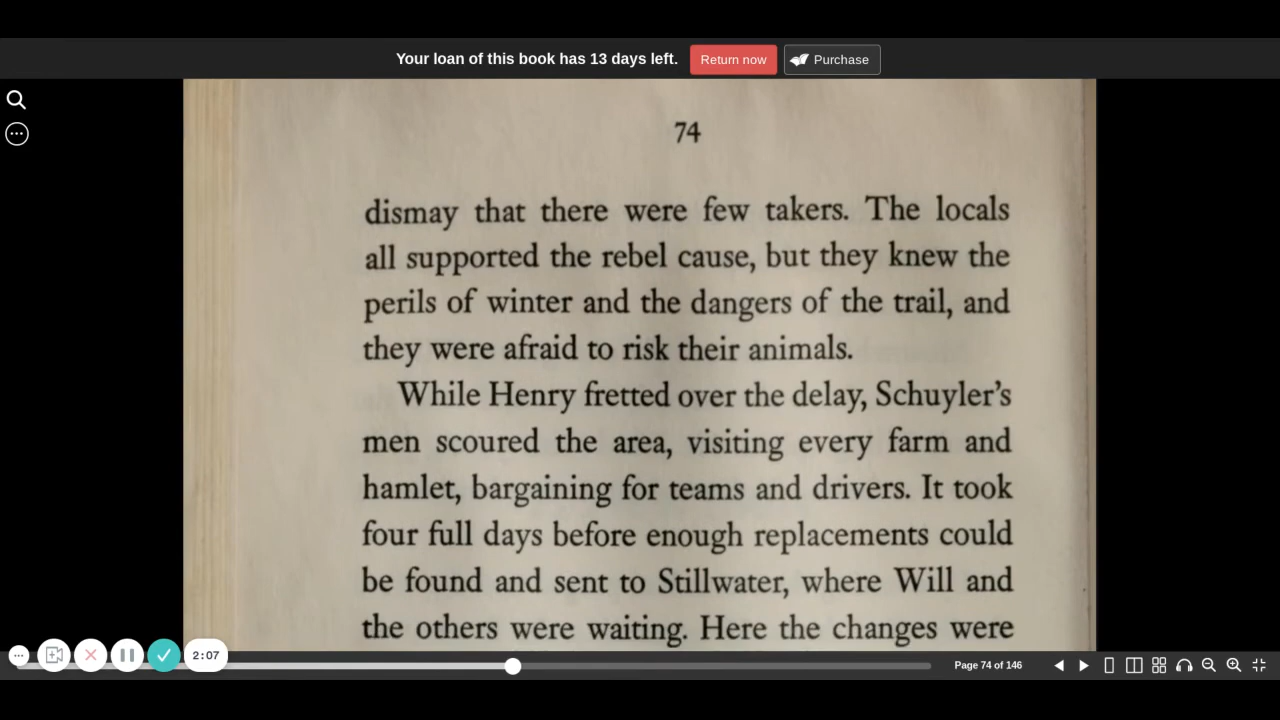 Your loan of this book has 13 days left. Return now Purchase
74
dismay that there were few takers. The locals
all supported the rebel cause, but they knew the
perils of winter and the dangers of the trail, and
they were afraid to risk their animals.
While Henry fretted over the delay, Schuyler's
men scoured the area, visiting every farm and
hamlet, bargaining for teams and drivers. It took
four full days before enough replacements could
be found and sent to Stillwater, where Will and
the others were waiting. Here the changes were
2:07
Page 74 of 146